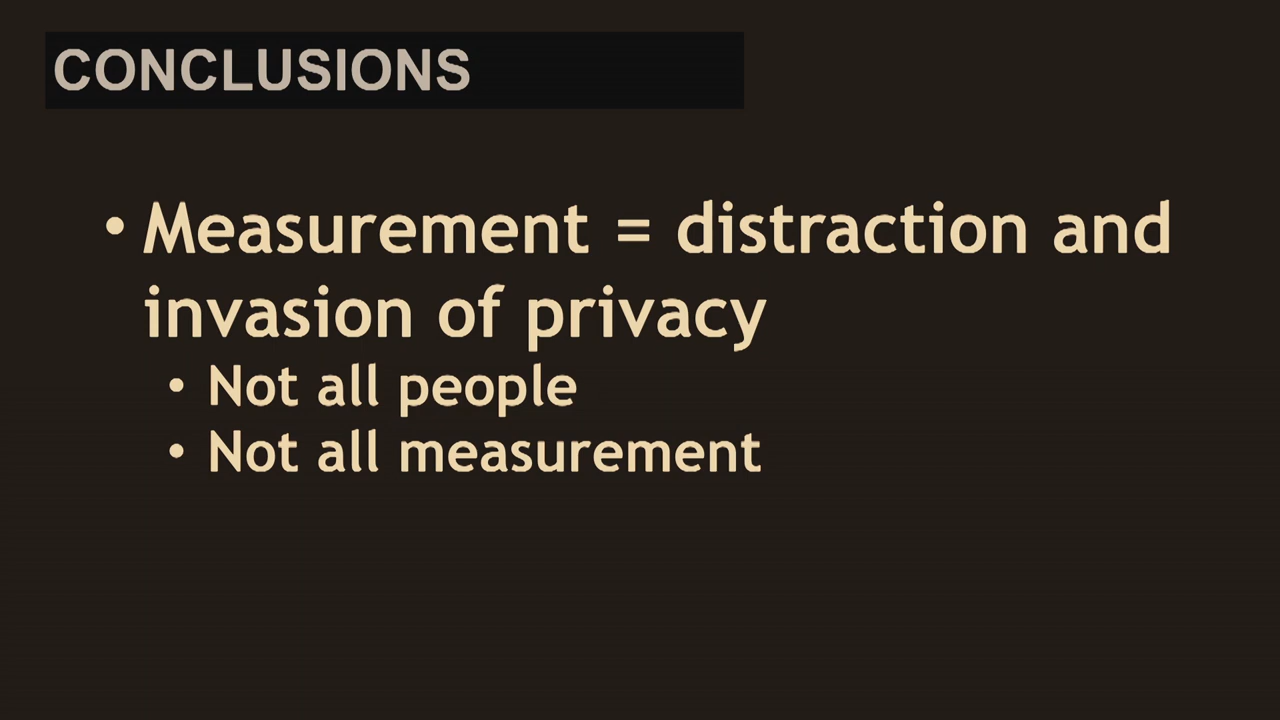 CONCLUSIONS
• Measurement = distraction and
invasion of privacy
• Not all people
• Not all measurement